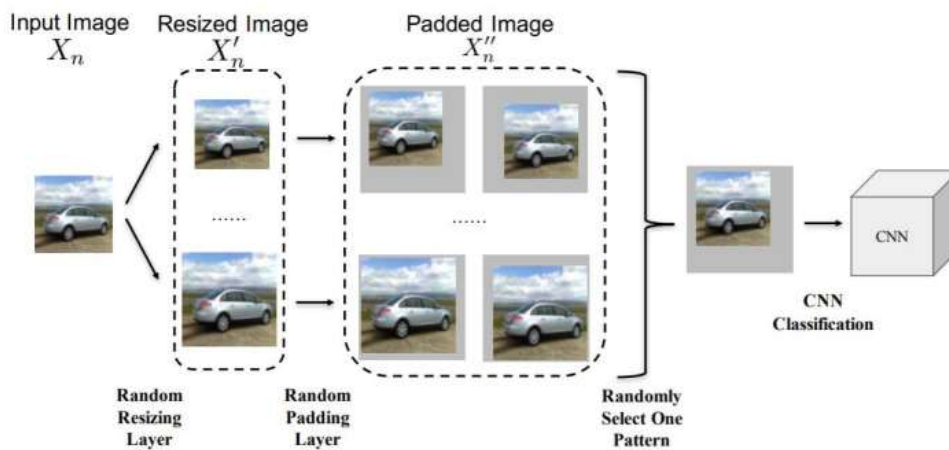 Input Image
Xₙ
Resized Image
X′ₙ
Padded Image
X″ₙ
......
......
CNN
CNN
Classification
Random
Resizing
Layer
Random
Padding
Layer
Randomly
Select One
Pattern